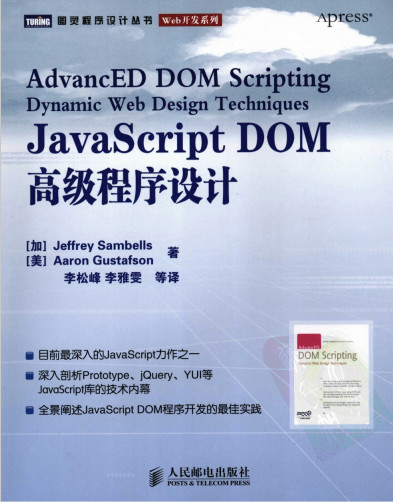 TURING 图灵程序设计丛书 Web开发系列
Apress®
AdvancED DOM Scripting
Dynamic Web Design Techniques
JavaScript DOM
高级程序设计
[加] Jeffrey Sambells
[美] Aaron Gustafson 著
李松峰 李雅雯 等译
目前最深入的JavaScript力作之一
深入剖析Prototype、jQuery、YUI等
JavaScript库的技术内幕
全景阐述JavaScript DOM程序开发的最佳实践
AdvancED
DOM Scripting
Dynamic Web Design Techniques
人民邮电出版社
POSTS & TELECOM PRESS